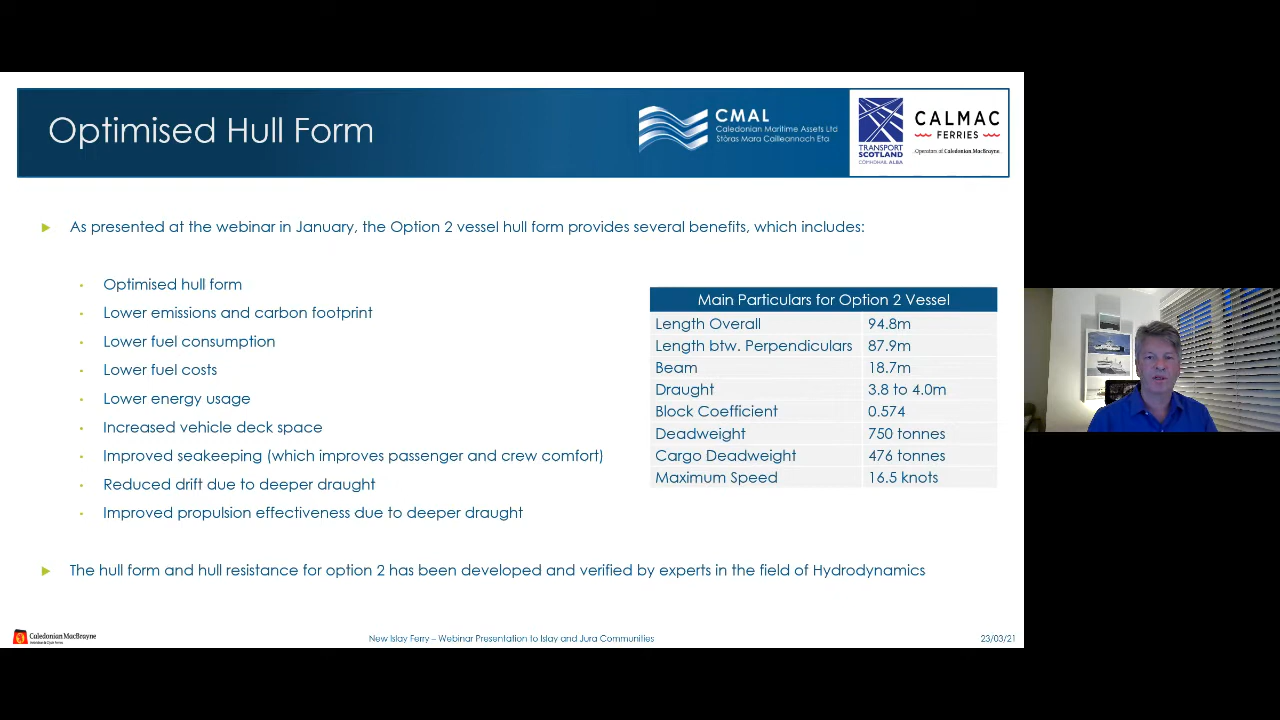 Optimised Hull Form
CMAL
Caledonian Maritime Assets Ltd
Stòras Mara Cailleannach Eta
TRANSPORT
SCOTLAND
CÒMHDHAIL ALBA
CALMAC
FERRIES
Operators of Caledonian MacBrayne
As presented at the webinar in January, the Option 2 vessel hull form provides several benefits, which includes:
Optimised hull form
Lower emissions and carbon footprint
Lower fuel consumption
Lower fuel costs
Lower energy usage
Increased vehicle deck space
Improved seakeeping (which improves passenger and crew comfort)
Reduced drift due to deeper draught
Improved propulsion effectiveness due to deeper draught
Main Particulars for Option 2 Vessel
Length Overall 94.8m
Length btw. Perpendiculars 87.9m
Beam 18.7m
Draught 3.8 to 4.0m
Block Coefficient 0.574
Deadweight 750 tonnes
Cargo Deadweight 476 tonnes
Maximum Speed 16.5 knots
The hull form and hull resistance for option 2 has been developed and verified by experts in the field of Hydrodynamics
Caledonian MacBrayne
Hebridean & Clyde Ferries
New Islay Ferry – Webinar Presentation to Islay and Jura Communities
23/03/21